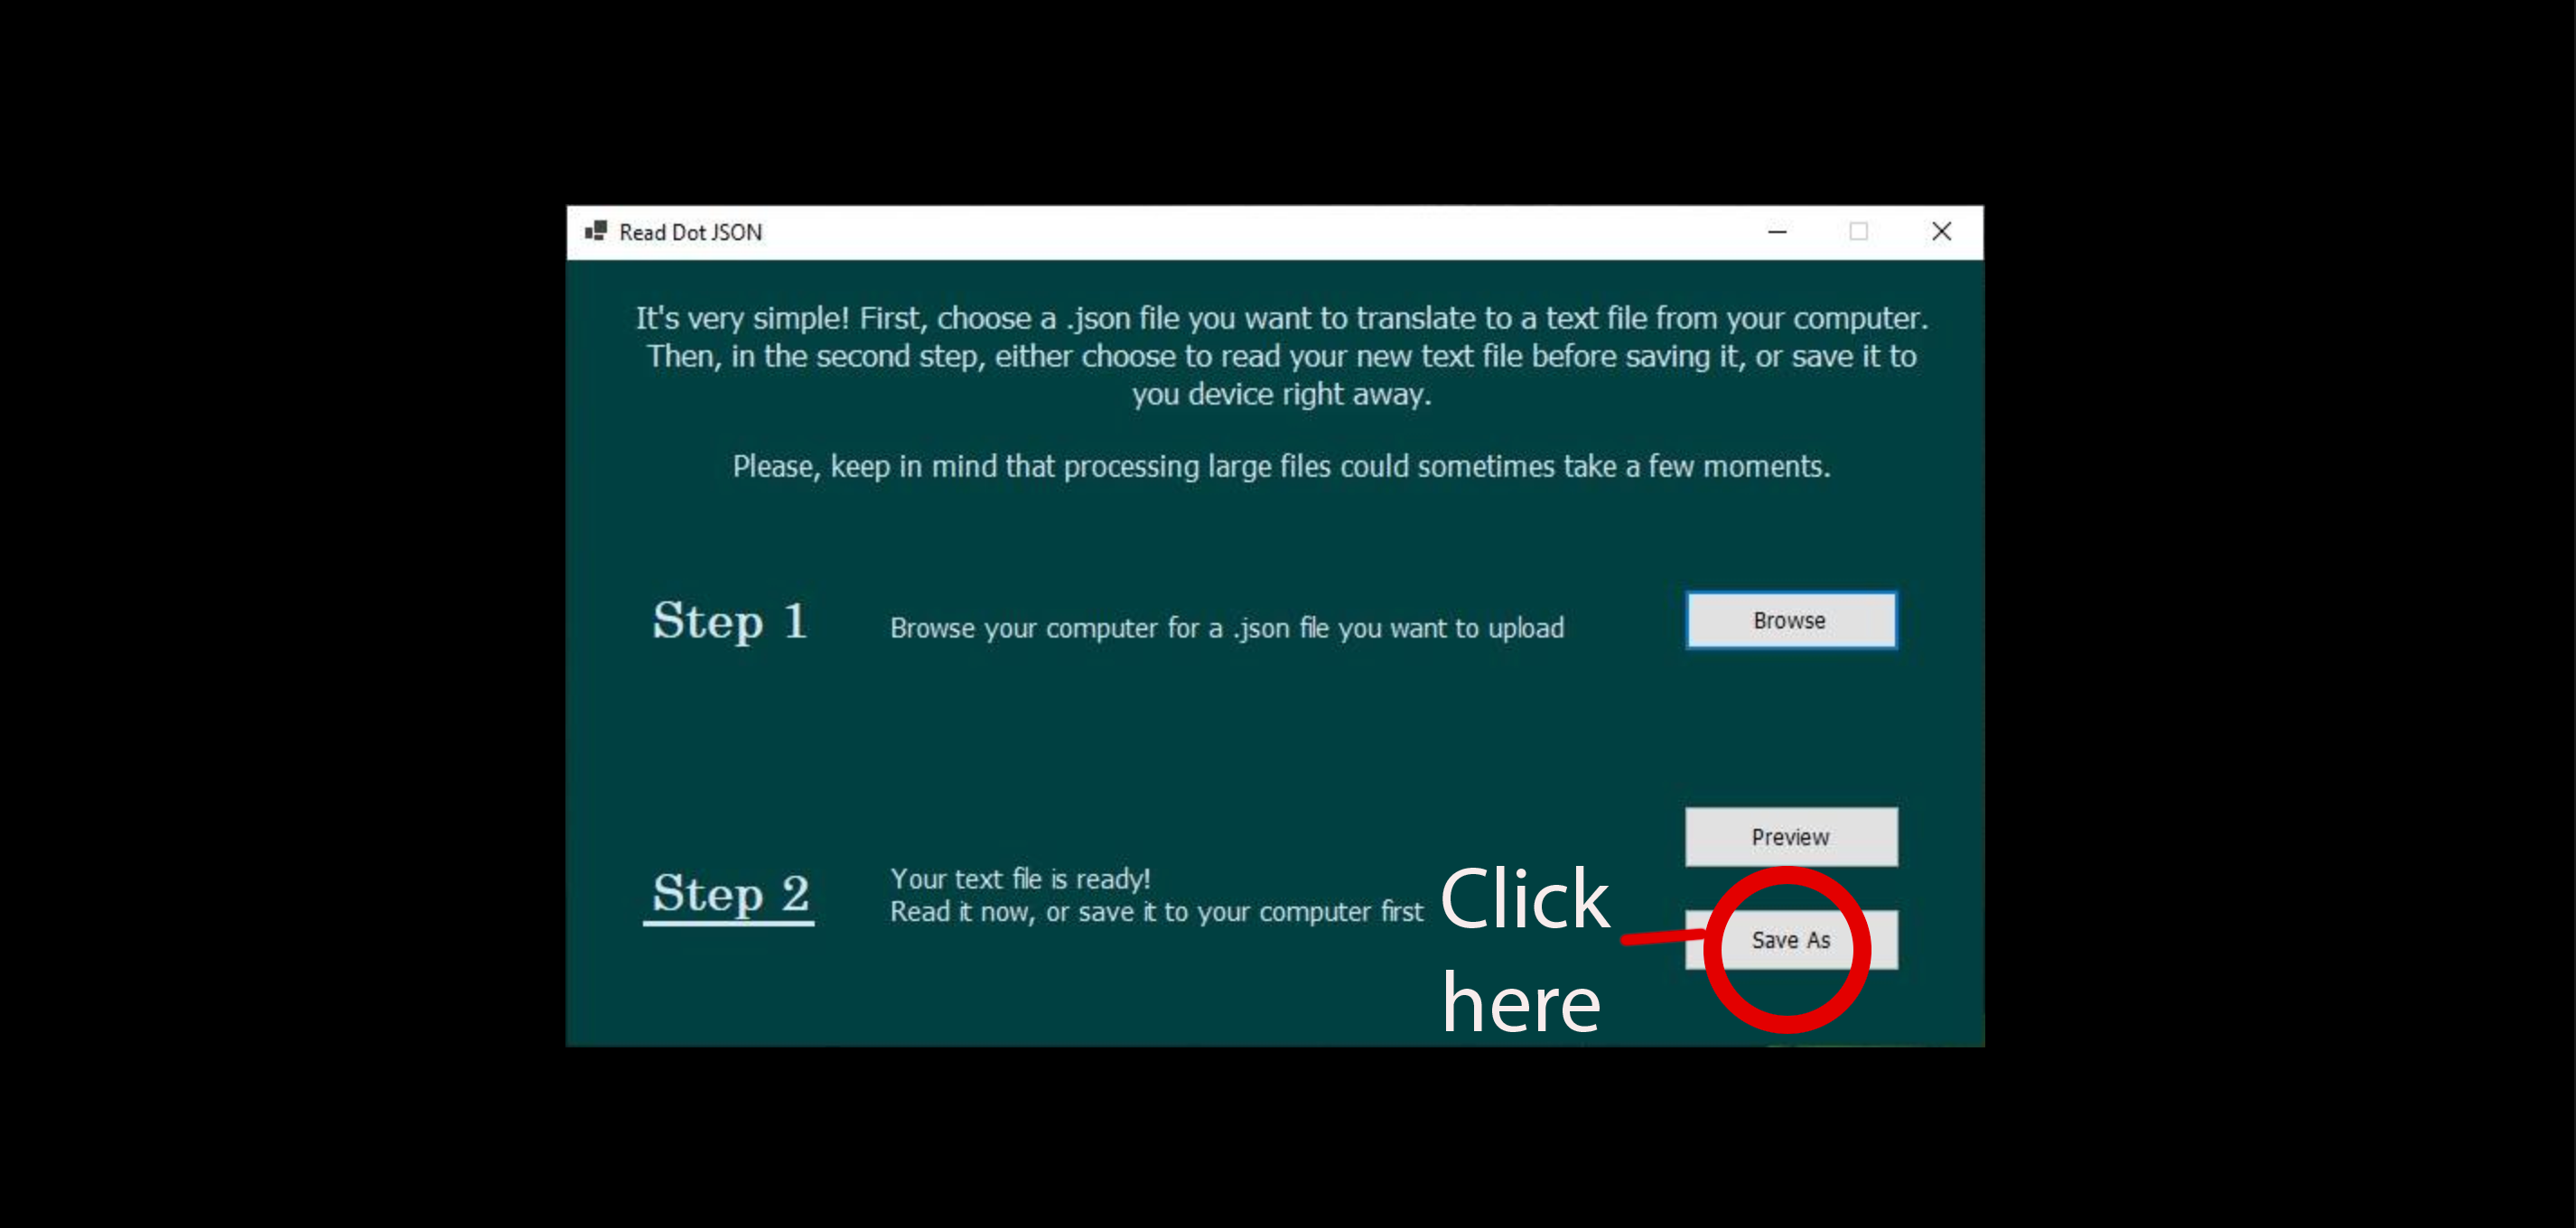 Read Dot JSON
It's very simple! First, choose a .json file you want to translate to a text file from your computer.
Then, in the second step, either choose to read your new text file before saving it, or save it to
you device right away.
Please, keep in mind that processing large files could sometimes take a few moments.
Step 1
Browse your computer for a .json file you want to upload
Browse
Preview
Step 2
Your text file is ready!
Read it now, or save it to your computer first
Click
here
Save As